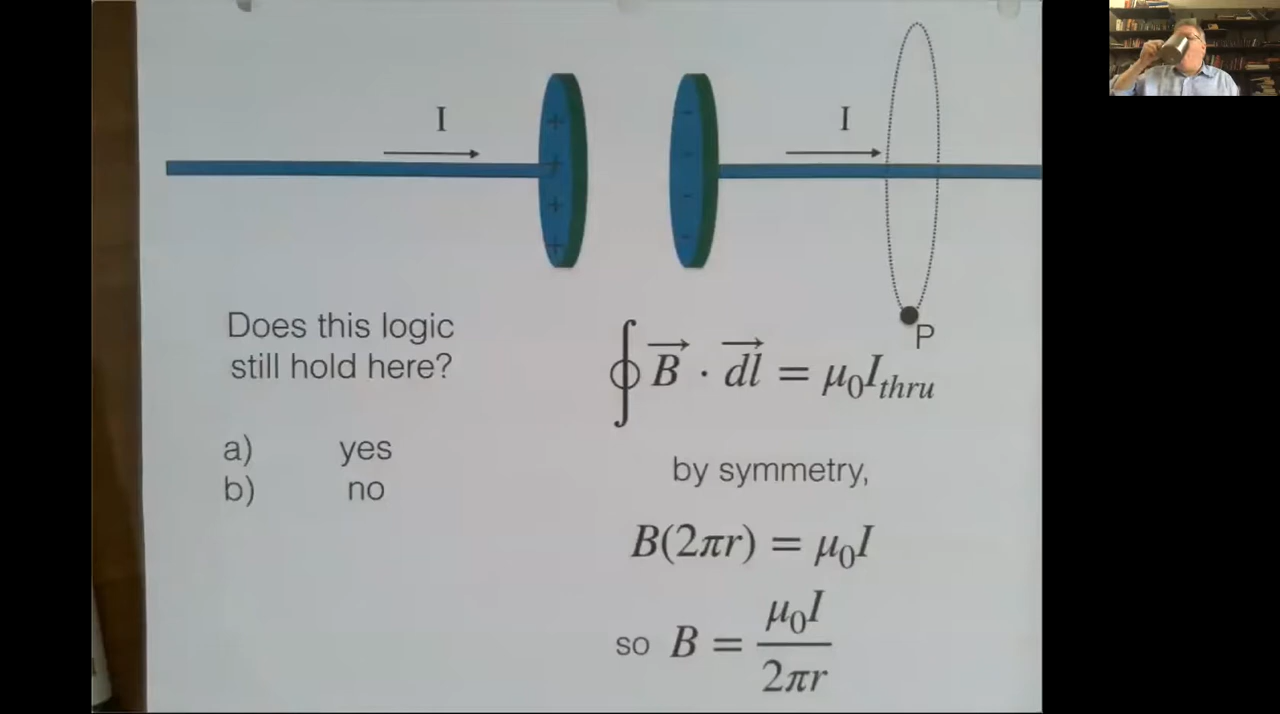 I
I
+
+
+
+
-
-
-
-
P
Does this logic
still hold here?
a) yes
b) no
∮ B⃗ · dl⃗ = μ₀I_thru
by symmetry,
B(2πr) = μ₀I
so B = μ₀I / 2πr